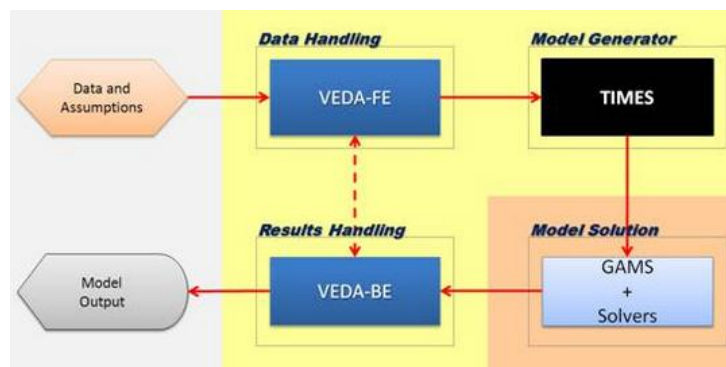 Data Handling
Model Generator
Data and
Assumptions
VEDA-FE
TIMES
Results Handling
Model Solution
Model
Output
VEDA-BE
GAMS
+
Solvers